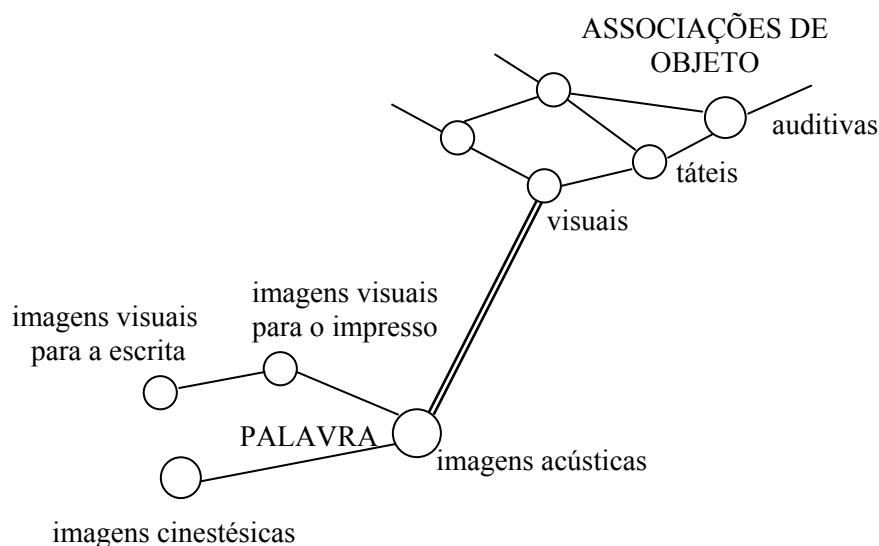 ASSOCIAÇÕES DE
OBJETO
auditivas
táteis
visuais
imagens visuais
para o impresso
imagens visuais
para a escrita
PALAVRA
imagens acústicas
imagens cinestésicas